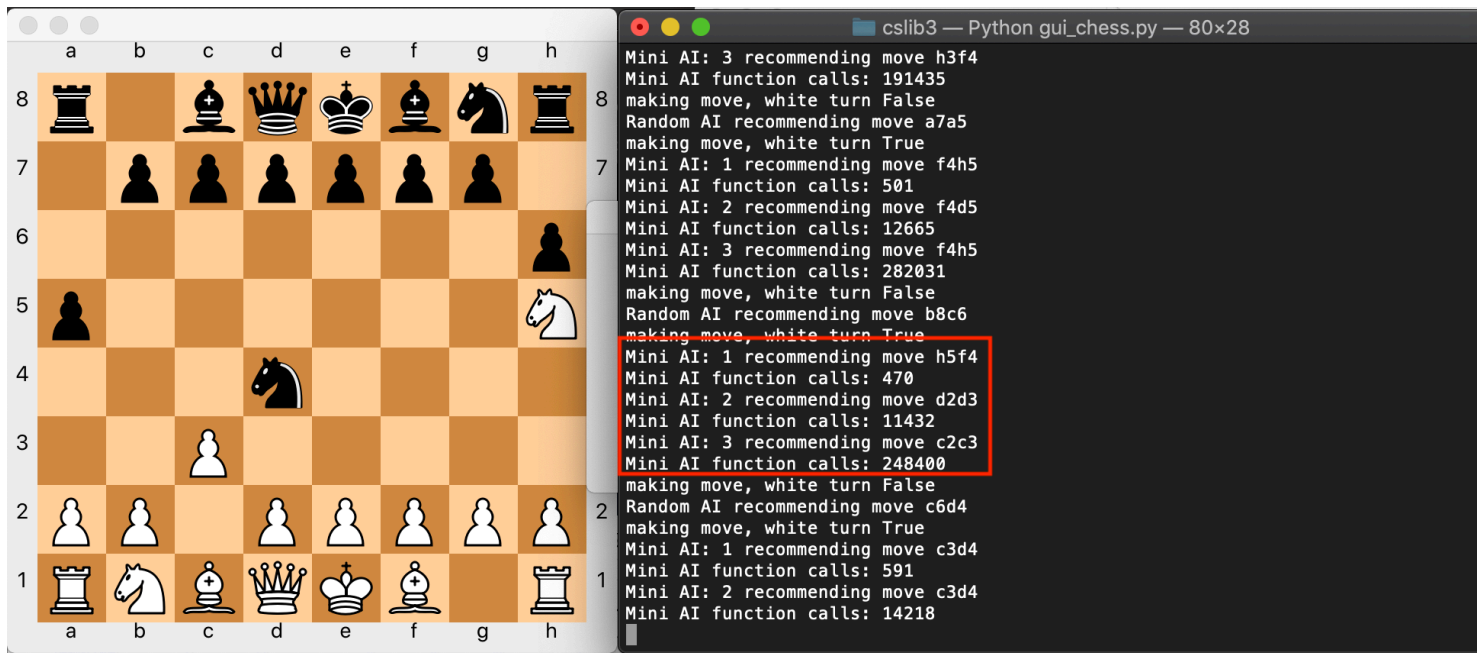 a b c d e f g h
8 8
7 7
6
5
4
3
2 2
1 1
a b c d e f g h
cslib3 — Python gui_chess.py — 80×28
Mini AI: 3 recommending move h3f4
Mini AI function calls: 191435
making move, white turn False
Random AI recommending move a7a5
making move, white turn True
Mini AI: 1 recommending move f4h5
Mini AI function calls: 501
Mini AI: 2 recommending move f4d5
Mini AI function calls: 12665
Mini AI: 3 recommending move f4h5
Mini AI function calls: 282031
making move, white turn False
Random AI recommending move b8c6
making move, white turn True
Mini AI: 1 recommending move h5f4
Mini AI function calls: 470
Mini AI: 2 recommending move d2d3
Mini AI function calls: 11432
Mini AI: 3 recommending move c2c3
Mini AI function calls: 248400
making move, white turn False
Random AI recommending move c6d4
making move, white turn True
Mini AI: 1 recommending move c3d4
Mini AI function calls: 591
Mini AI: 2 recommending move c3d4
Mini AI function calls: 14218